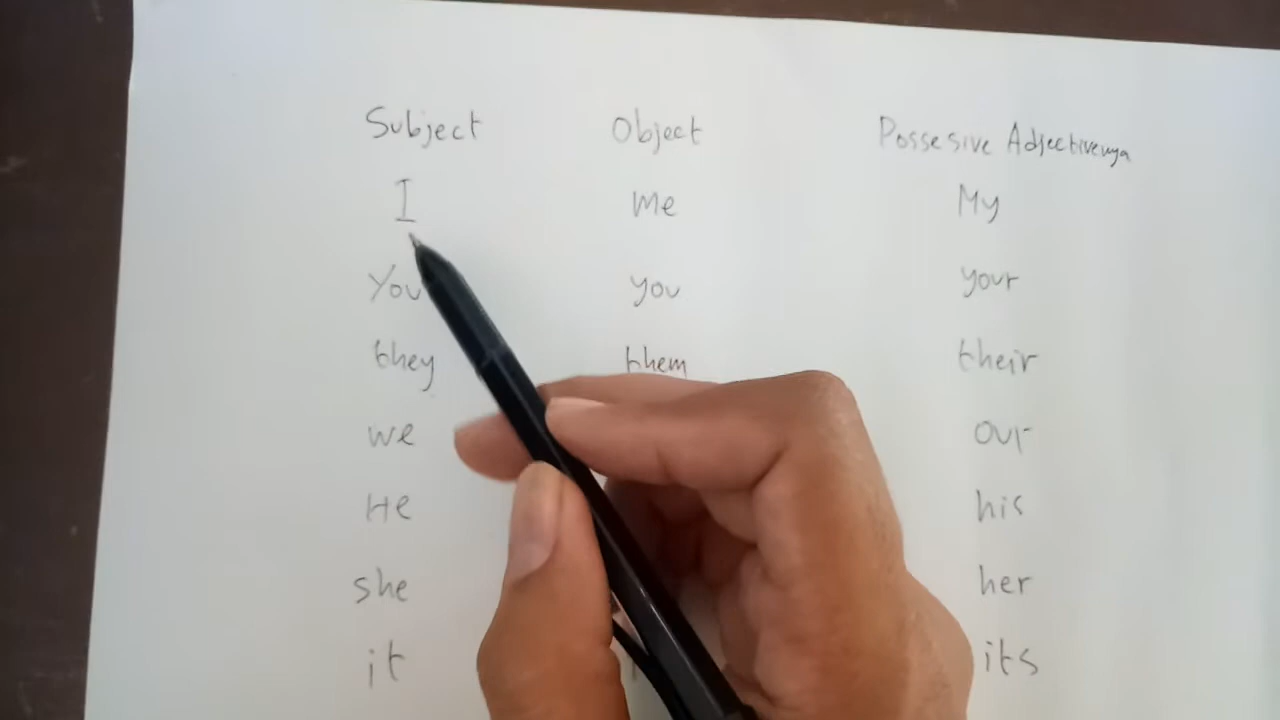 Subject Object Possesive Adjectivenya
I me My
You you your
they them their
we our
He his
she her
it its